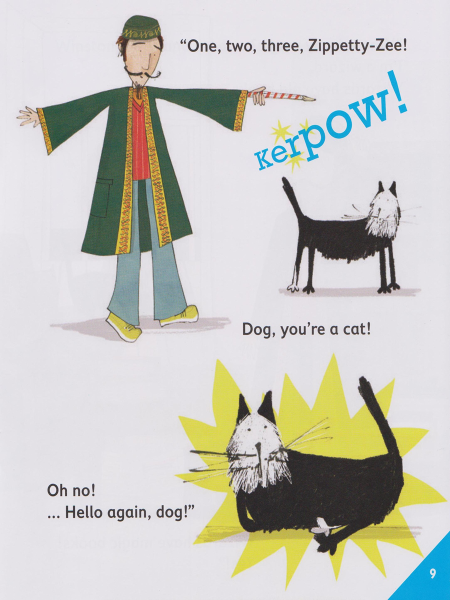 “One, two, three, Zippetty-Zee!
Kerpow!
Dog, you’re a cat!
Oh no!
... Hello again, dog!”
9